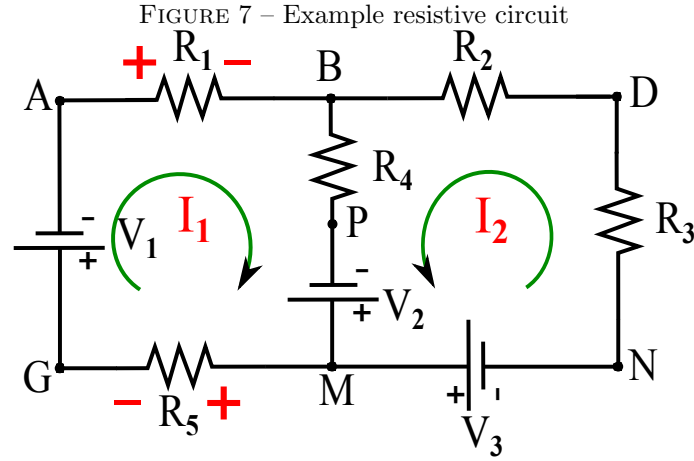 FIGURE 7 – Example resistive circuit
+ R1 -
B
R2
A
D
R4
- V1 +
I1
P
I2
R3
- V2 +
G
- R5 +
M
+ V3 -
N